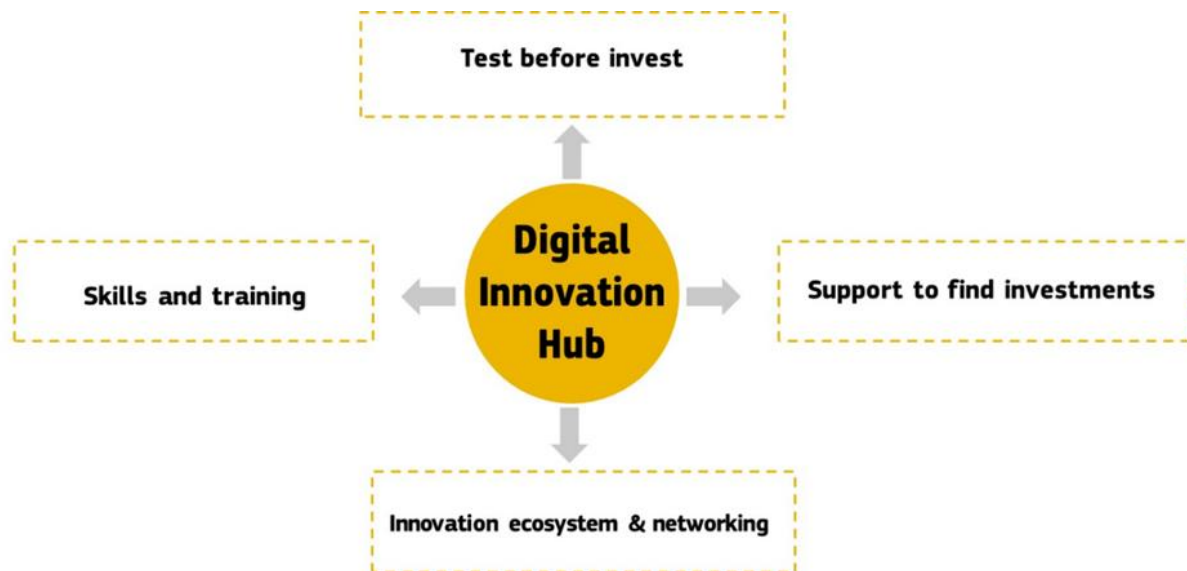 Test before invest
Digital
Innovation
Hub
Skills and training
Support to find investments
Innovation ecosystem & networking